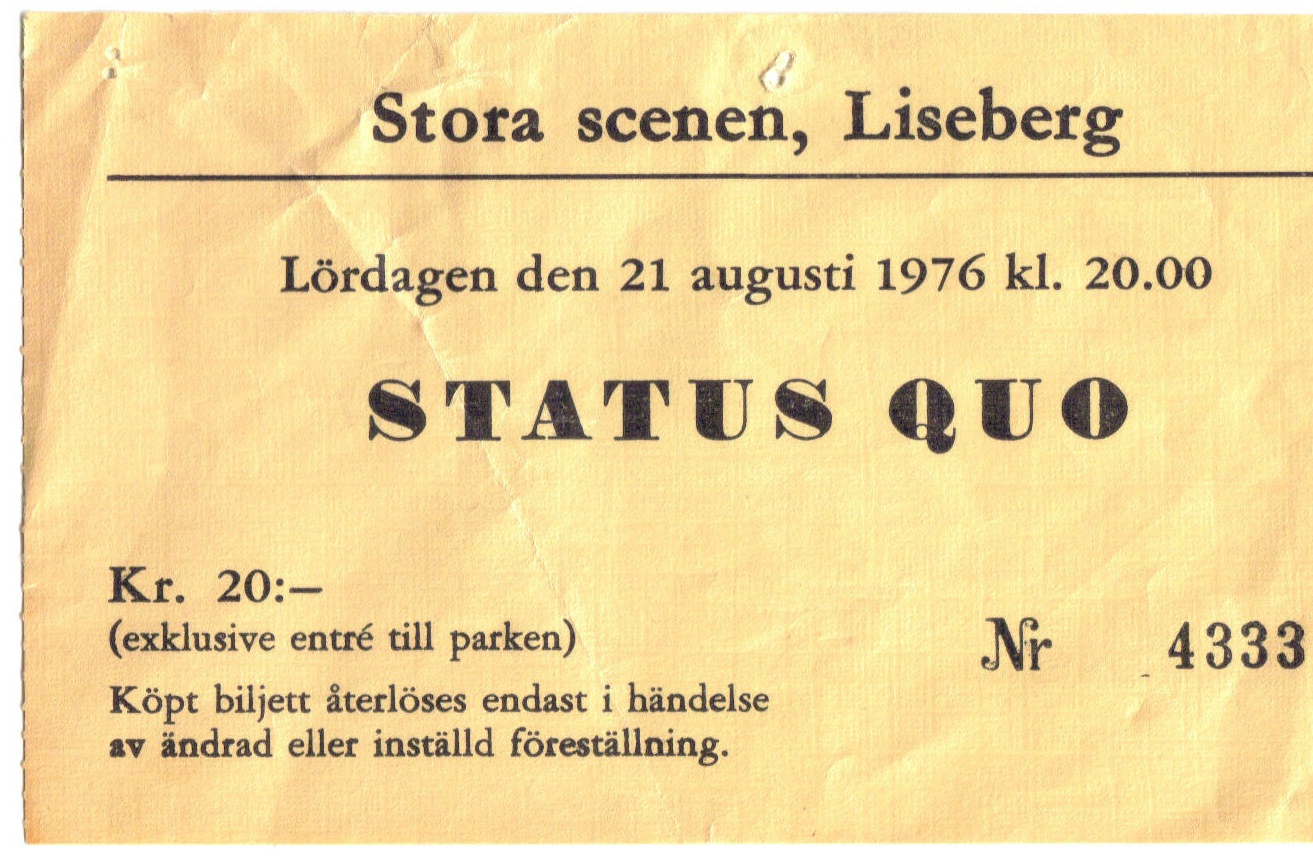 Stora scenen, Liseberg
Lördagen den 21 augusti 1976 kl. 20.00
STATUS QUO
Kr. 20:–
(exklusive entré till parken)
Nr 4333
Köpt biljett återlöses endast i händelse
av ändrad eller inställd föreställning.